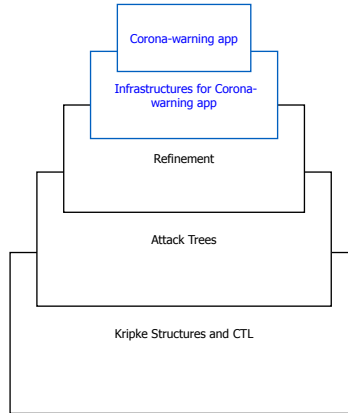 Corona-warning app
Infrastructures for Corona-
warning app
Refinement
Attack Trees
Kripke Structures and CTL